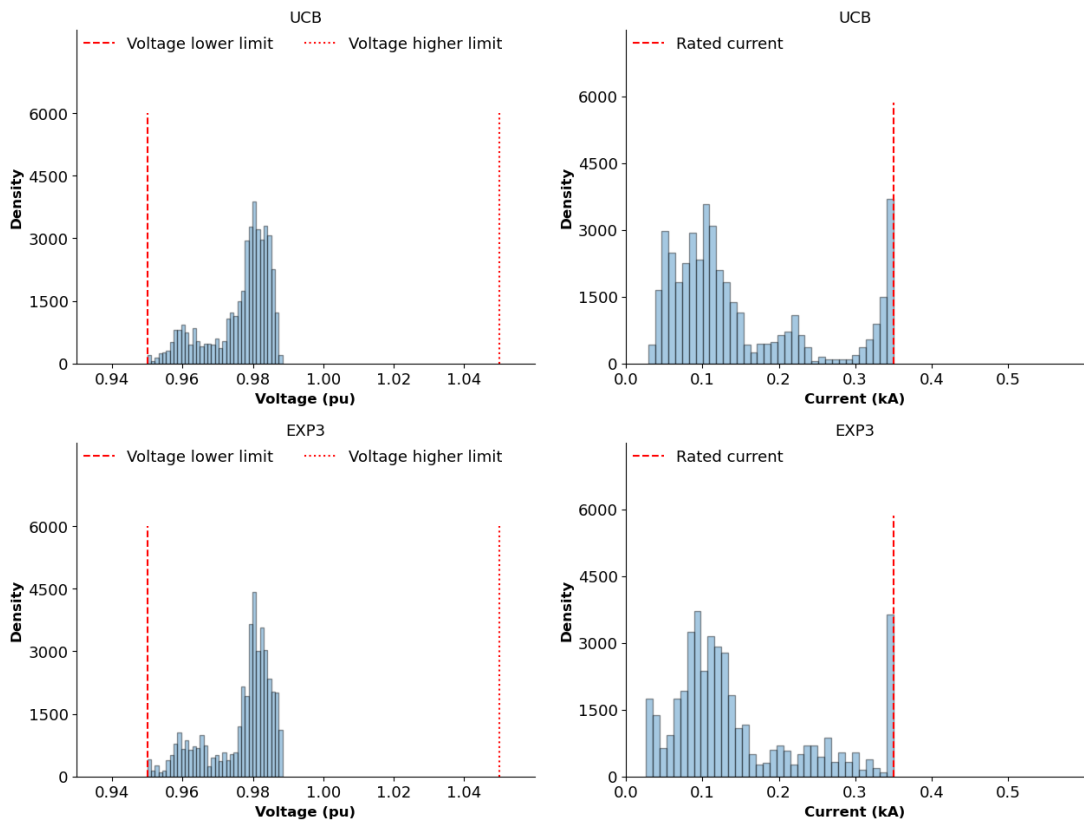 UCB
Voltage lower limit Voltage higher limit
6000
4500
3000
1500
0
Density
0.94 0.96 0.98 1.00 1.02 1.04
Voltage (pu)
UCB
Rated current
6000
4500
3000
1500
0
Density
0.0 0.1 0.2 0.3 0.4 0.5
Current (kA)
EXP3
Voltage lower limit Voltage higher limit
6000
4500
3000
1500
0
Density
0.94 0.96 0.98 1.00 1.02 1.04
Voltage (pu)
EXP3
Rated current
6000
4500
3000
1500
0
Density
0.0 0.1 0.2 0.3 0.4 0.5
Current (kA)